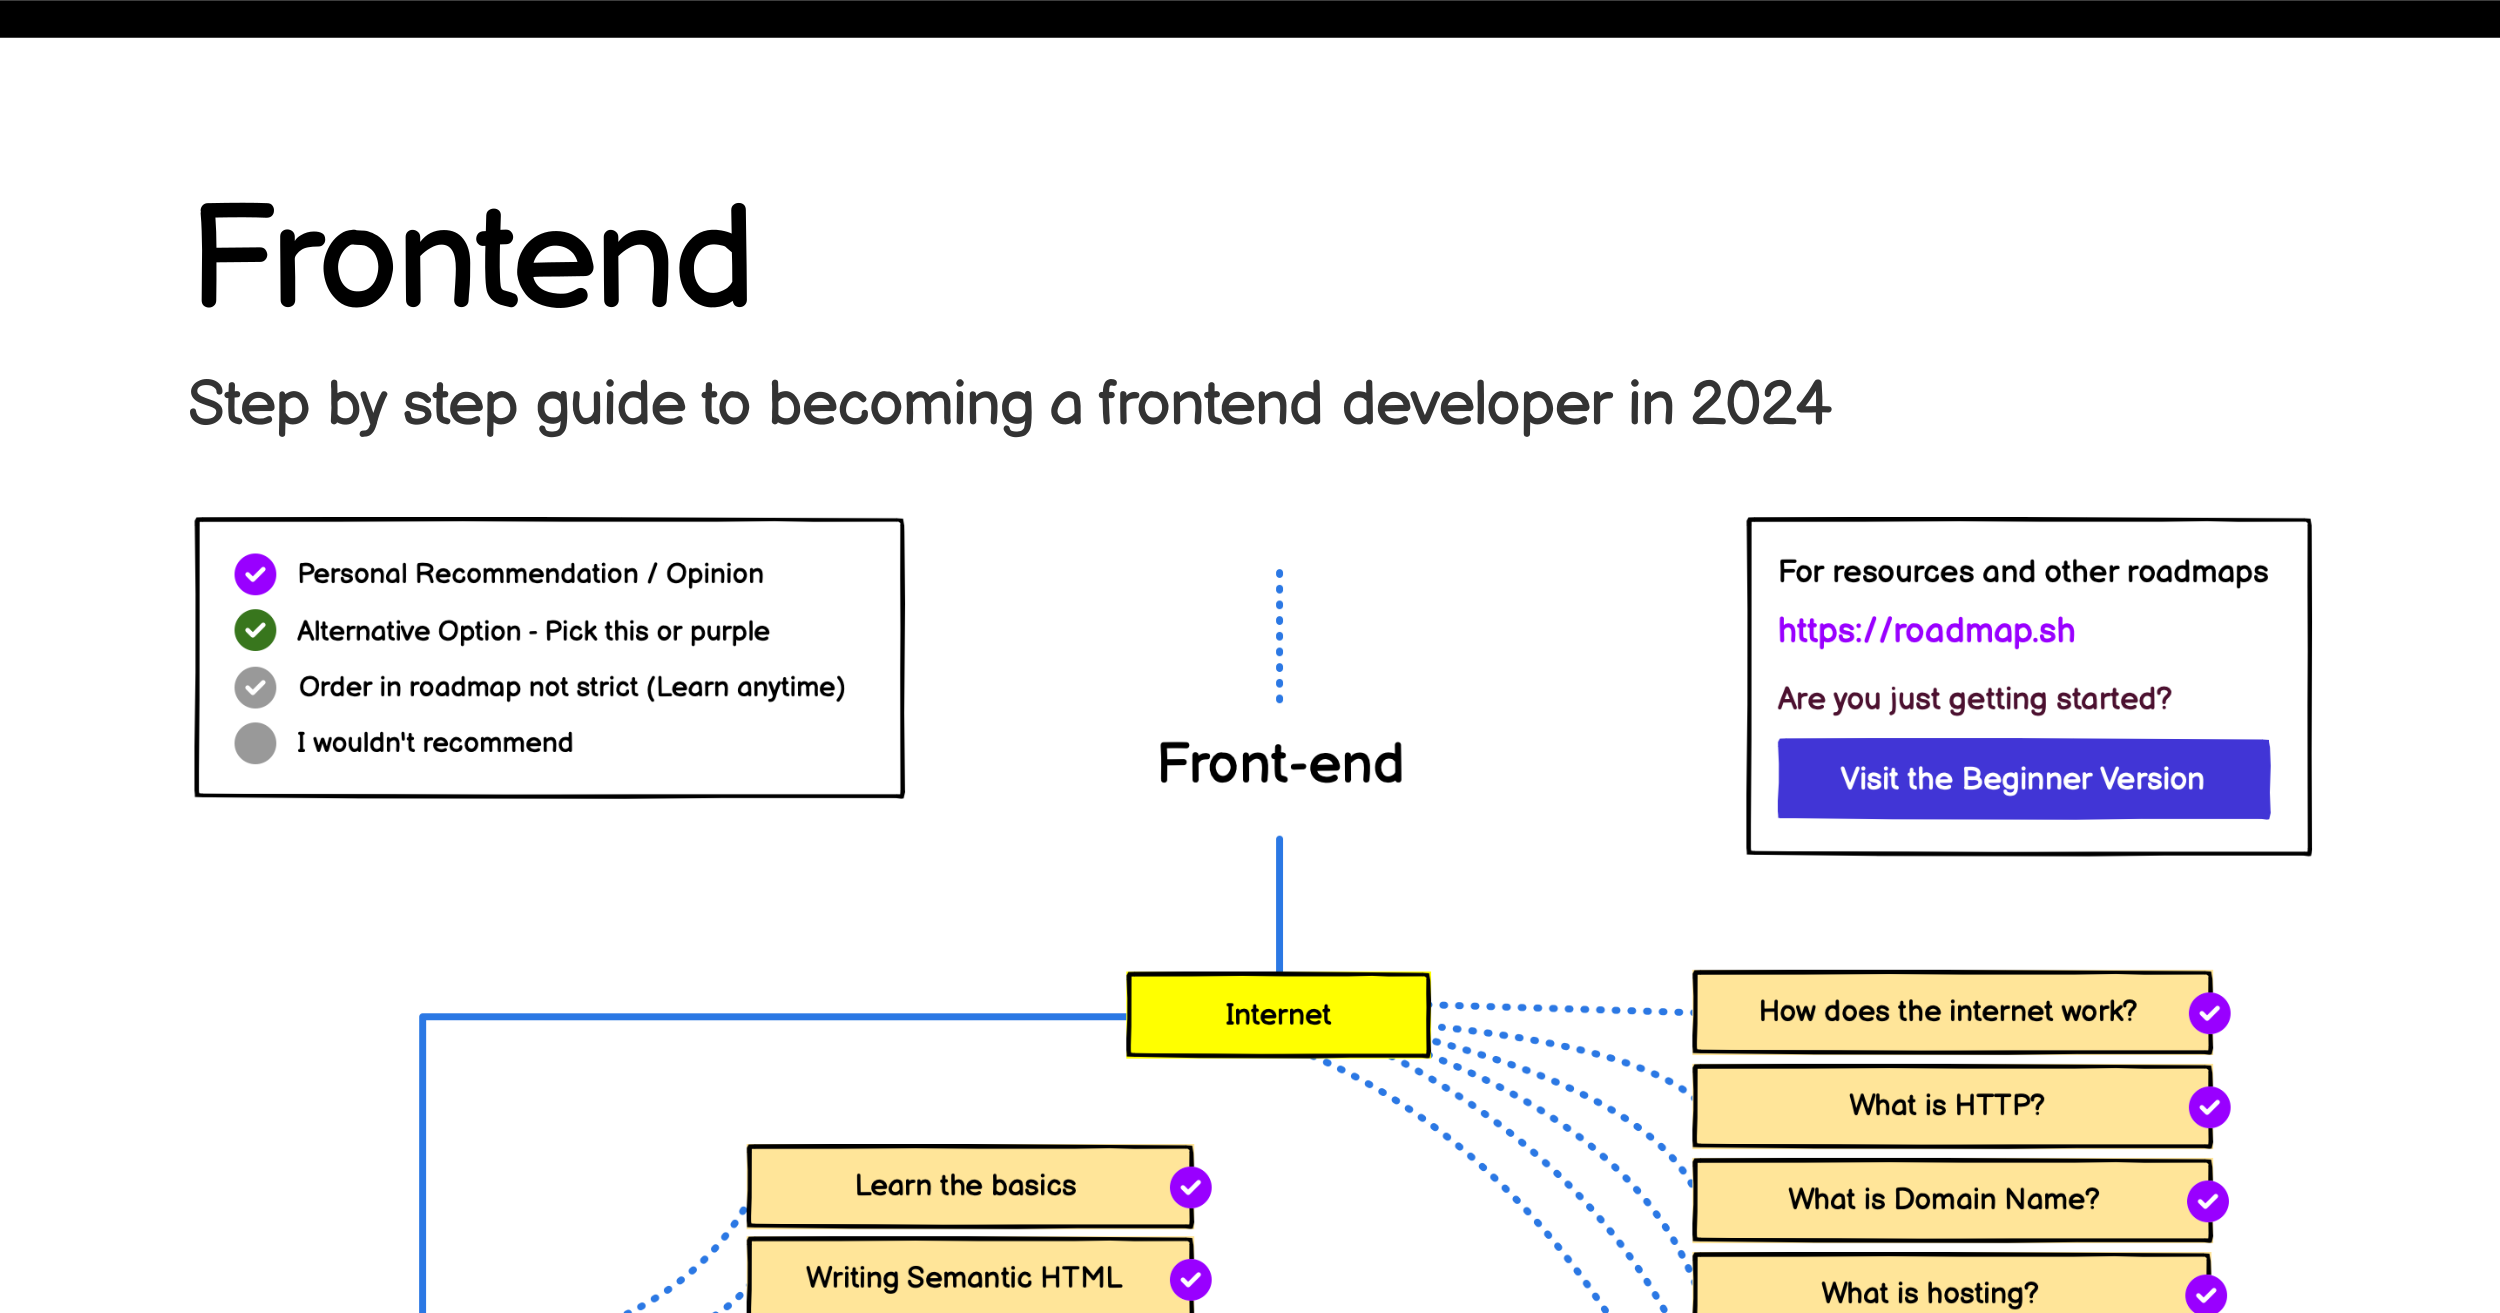 Frontend
Step by step guide to becoming a frontend developer in 2024
Personal Recommendation / Opinion
Alternative Option - Pick this or purple
Order in roadmap not strict (Learn anytime)
I wouldn't recommend
For resources and other roadmaps
https://roadmap.sh
Are you just getting started?
Visit the Beginner Version
Front-end
Internet
How does the internet work?
What is HTTP?
What is Domain Name?
What is hosting?
Learn the basics
Writing Semantic HTML